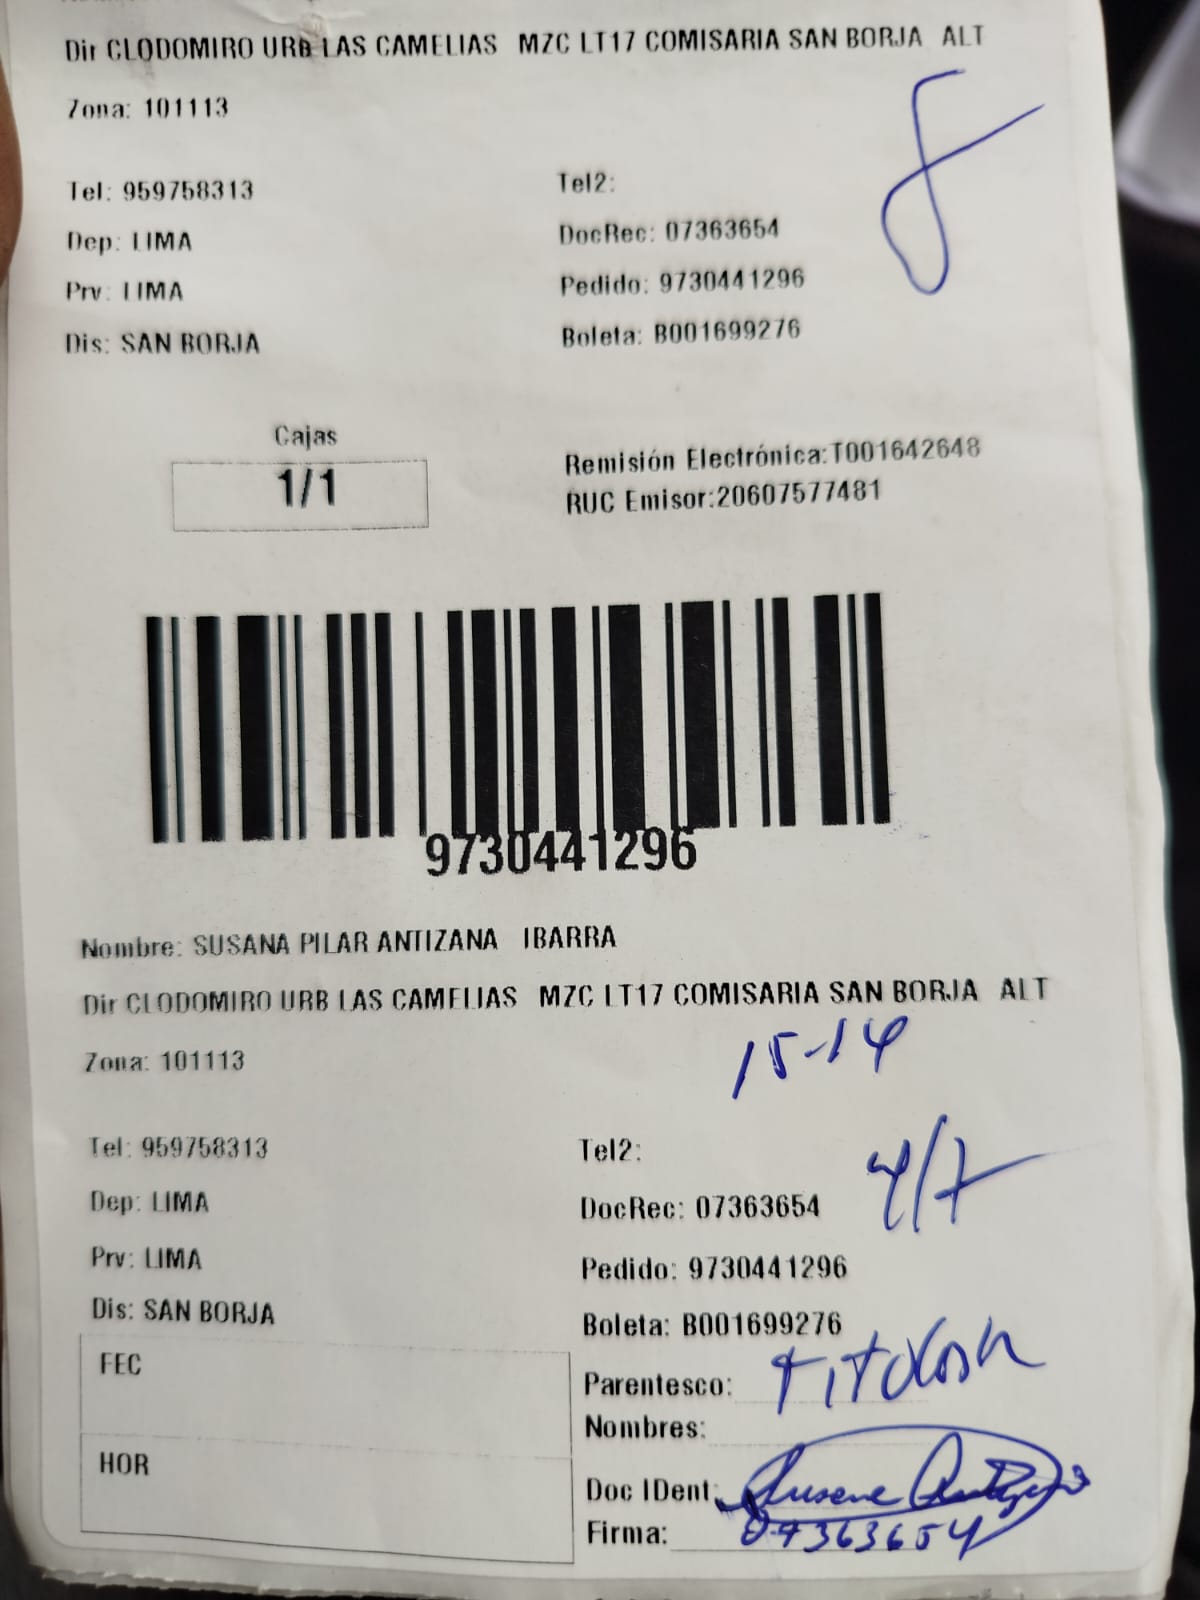 Dir CLODOMIRO URB LAS CAMELIAS MZC LT17 COMISARIA SAN BORJA ALT
Zona: 101113
Tel: 959758313 Tel2:
Dep: LIMA DocRec: 07363654
Prv: LIMA Pedido: 9730441296
Dis: SAN BORJA Boleta: B001699276
Cajas
1/1
Remisión Electrónica:T001642648
RUC Emisor:20607577481
9730441296
Nombre: SUSANA PILAR ANTIZANA IBARRA
Dir CLODOMIRO URB LAS CAMELIAS MZC LT17 COMISARIA SAN BORJA ALT
Zona: 101113
15-14
Tel: 959758313 Tel2:
4/7
Dep: LIMA DocRec: 07363654
Prv: LIMA Pedido: 9730441296
Dis: SAN BORJA Boleta: B001699276
FEC
Parentesco:
Nombres:
HOR
Doc IDent:
Firma: 07363654